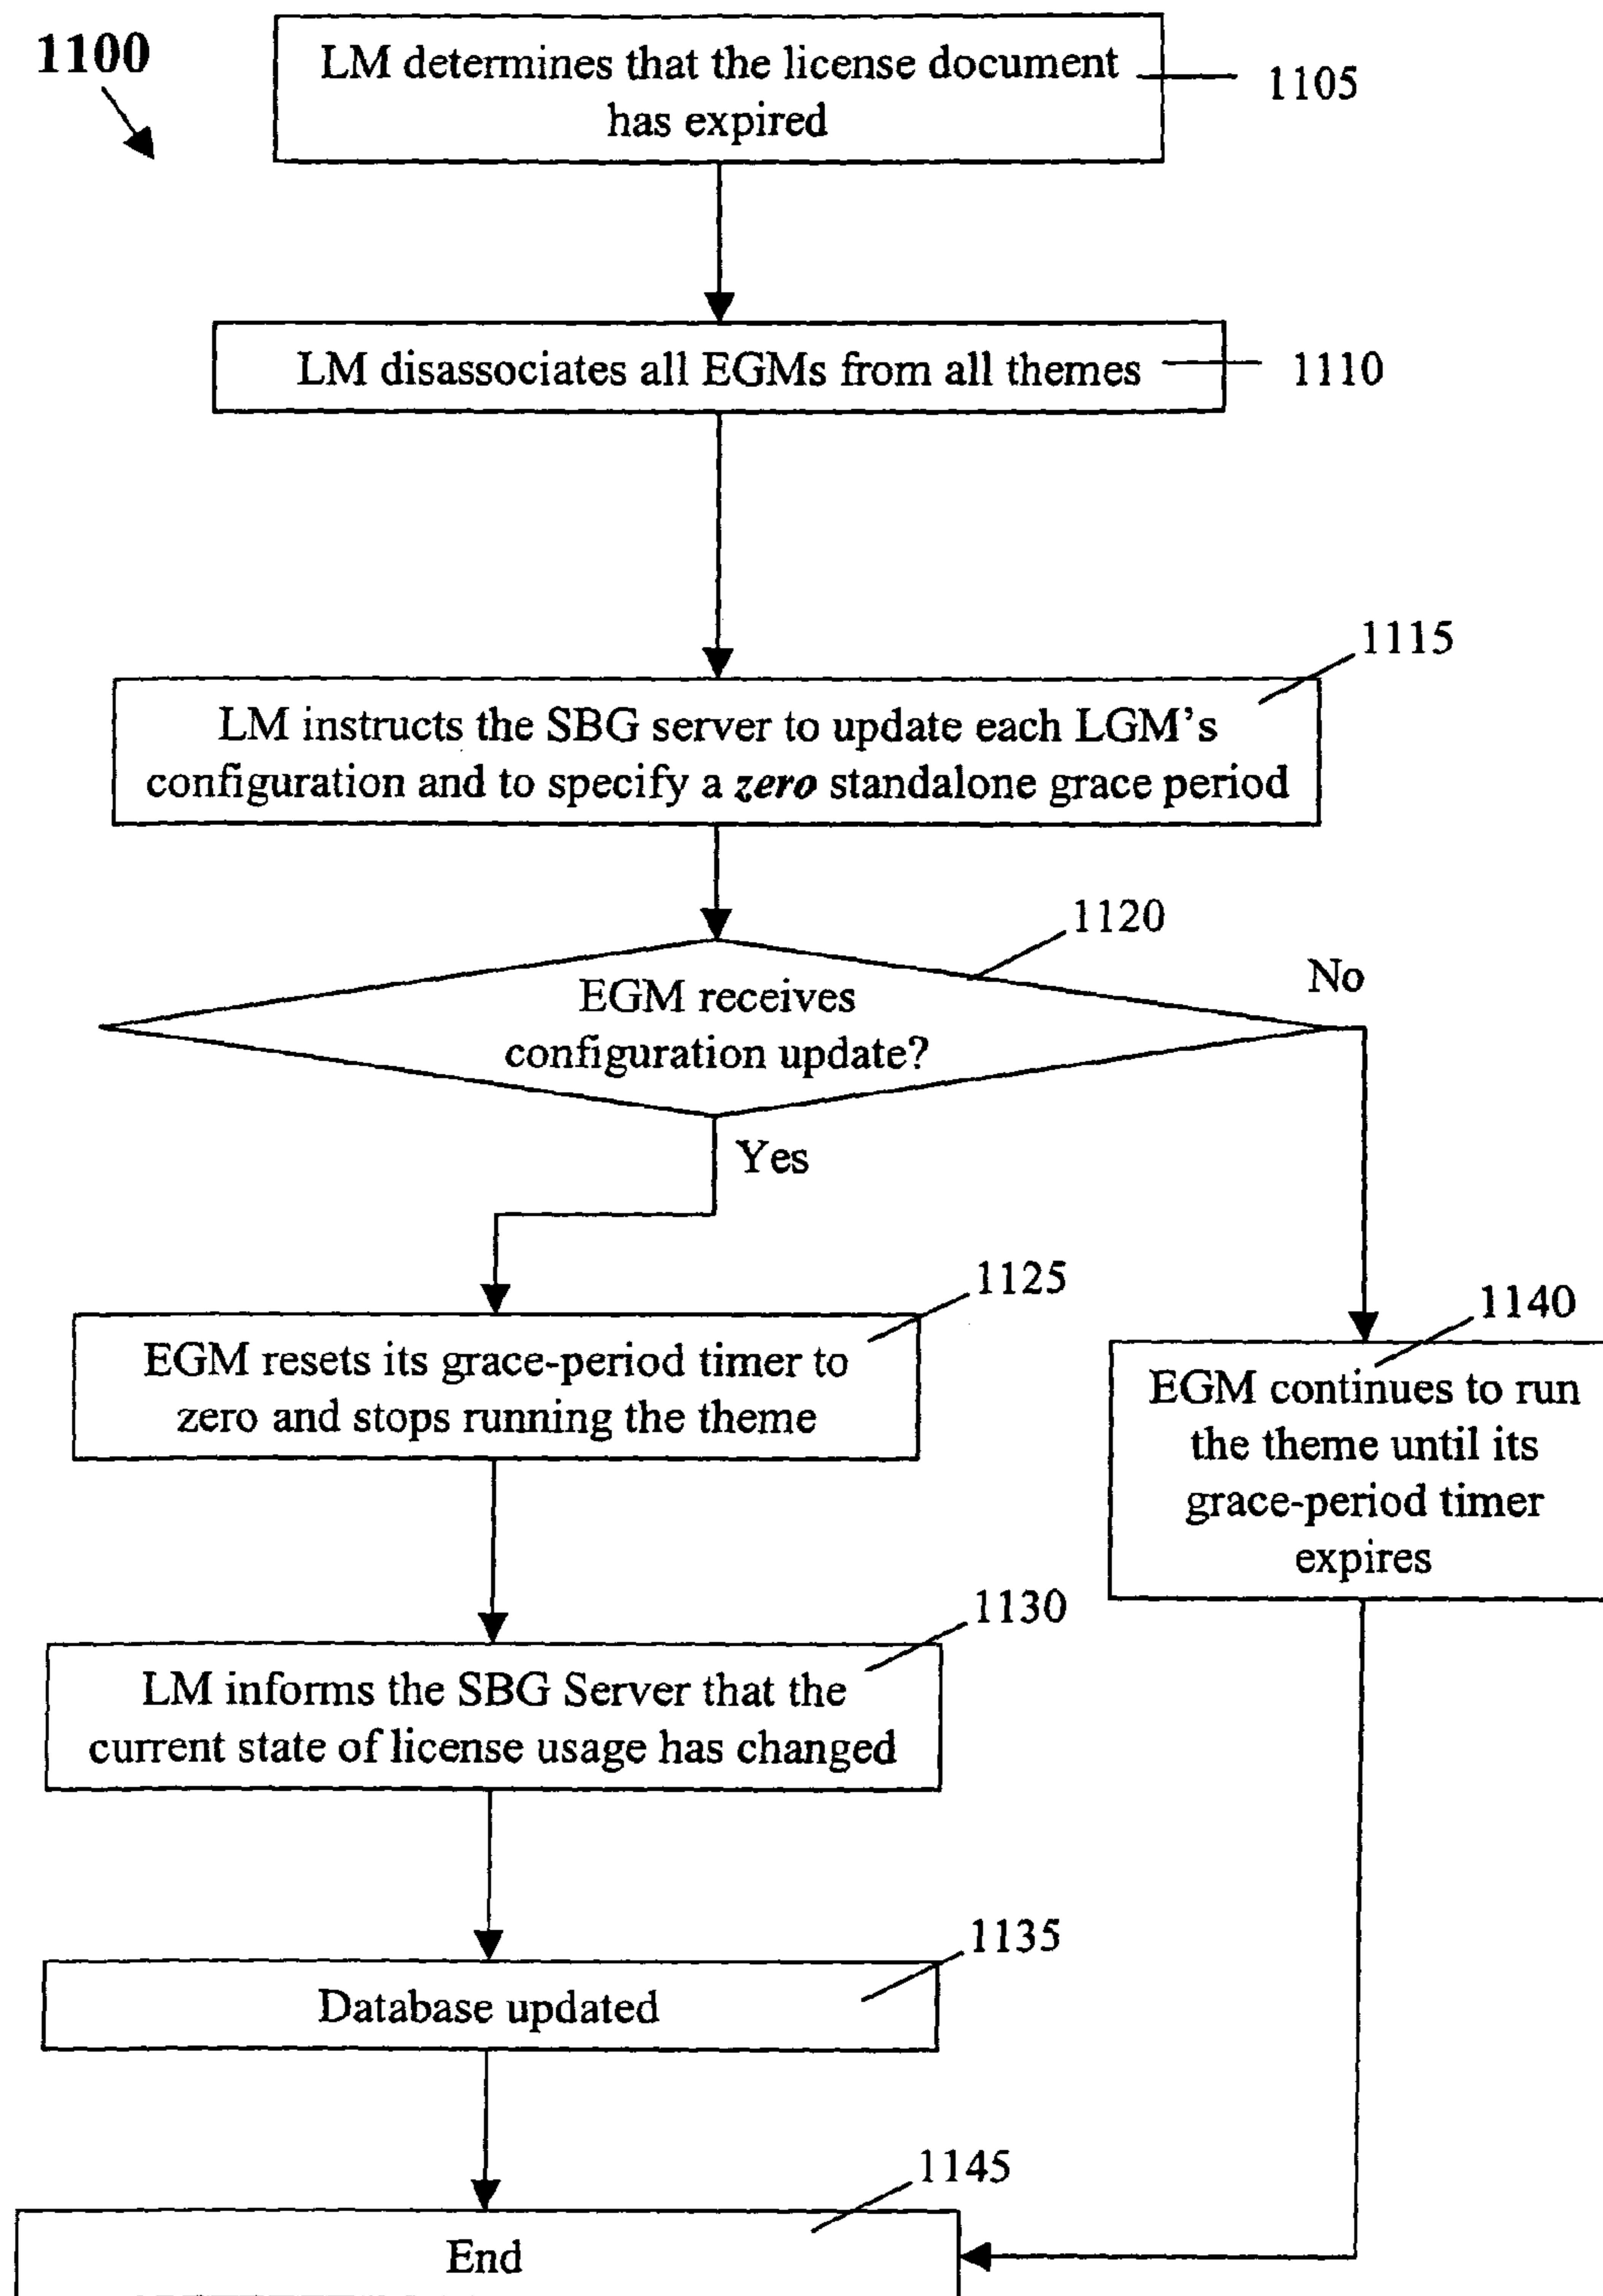 1100
LM determines that the license document
has expired
1105
LM disassociates all EGMs from all themes
1110
1115
LM instructs the SBG server to update each LGM's
configuration and to specify a zero standalone grace period
1120
EGM receives
configuration update?
No
Yes
1125
EGM resets its grace-period timer to
zero and stops running the theme
1140
EGM continues to run
the theme until its
grace-period timer
expires
1130
LM informs the SBG Server that the
current state of license usage has changed
1135
Database updated
1145
End